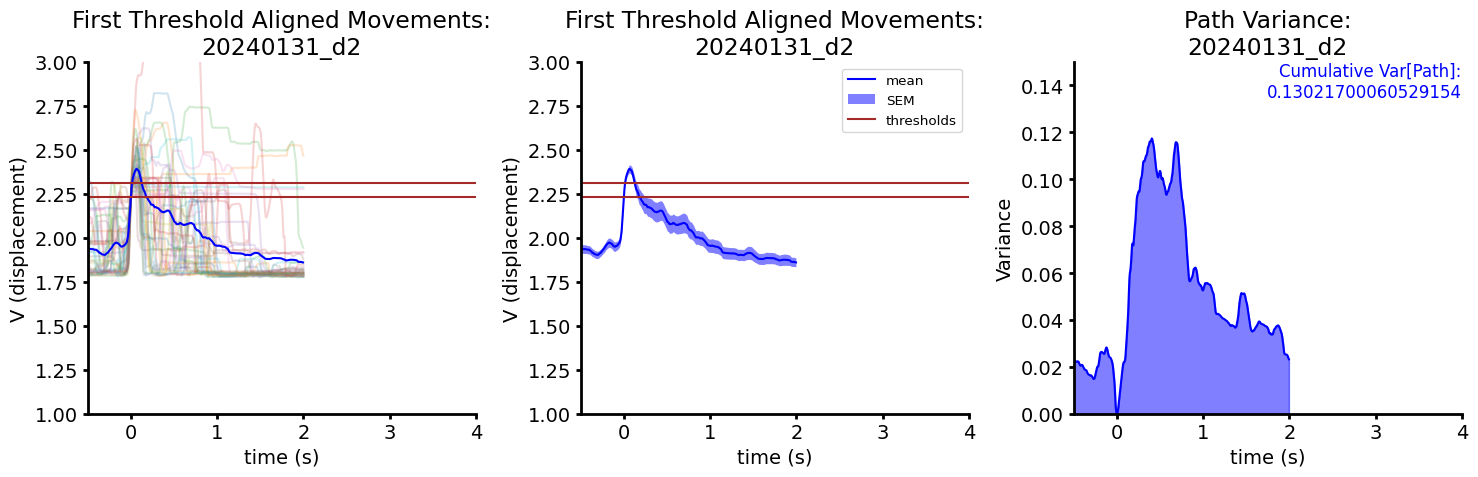 First Threshold Aligned Movements:
20240131_d2
3.00
2.75
2.50
2.25
2.00
1.75
1.50
1.25
1.00
V (displacement)
0
1
2
3
4
time (s)
First Threshold Aligned Movements:
20240131_d2
mean
SEM
thresholds
3.00
2.75
2.50
2.25
2.00
1.75
1.50
1.25
1.00
V (displacement)
0
1
2
3
4
time (s)
Path Variance:
20240131_d2
Cumulative Var[Path]:
0.13021700060529154
0.14
0.12
0.10
0.08
0.06
0.04
0.02
0.00
Variance
0
1
2
3
4
time (s)